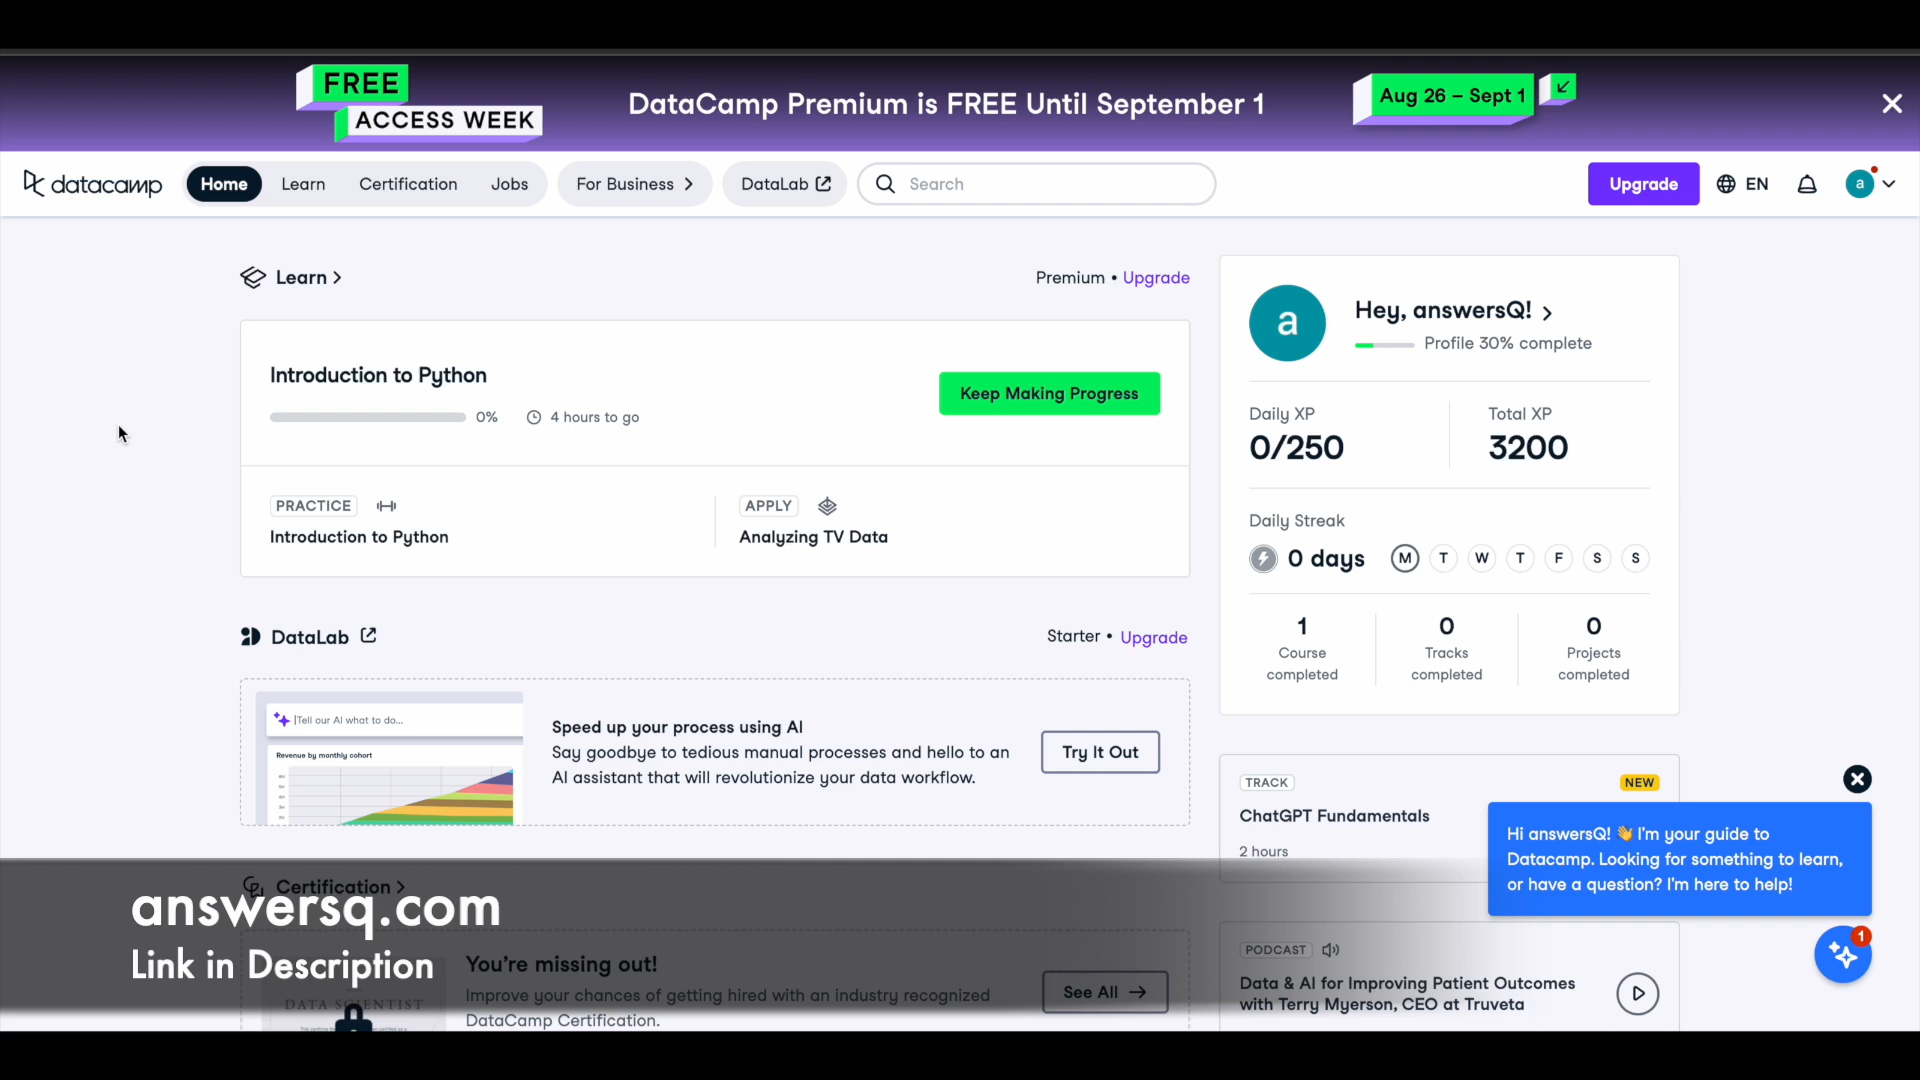 FREE
ACCESS WEEK
DataCamp Premium is FREE Until September 1
Aug 26 – Sept 1
datacamp
Home
Learn
Certification
Jobs
For Business
DataLab
Search
Upgrade
EN
a
Learn
Premium • Upgrade
Introduction to Python
0%
4 hours to go
Keep Making Progress
PRACTICE
Introduction to Python
APPLY
Analyzing TV Data
a
Hey, answersQ!
Profile 30% complete
Daily XP
0/250
Total XP
3200
Daily Streak
0 days
M T W T F S S
1
Course
completed
0
Tracks
completed
0
Projects
completed
DataLab
Starter • Upgrade
Tell our AI what to do...
Revenue by monthly cohort
Speed up your process using AI
Say goodbye to tedious manual processes and hello to an
AI assistant that will revolutionize your data workflow.
Try It Out
TRACK
NEW
ChatGPT Fundamentals
2 hours
Hi answersQ! 👋 I'm your guide to
Datacamp. Looking for something to learn,
or have a question? I'm here to help!
1
Certification
answersq.com
Link in Description
DATA SCIENTIST
You're missing out!
Improve your chances of getting hired with an industry recognized
DataCamp Certification.
See All
PODCAST
Data & AI for Improving Patient Outcomes
with Terry Myerson, CEO at Truveta